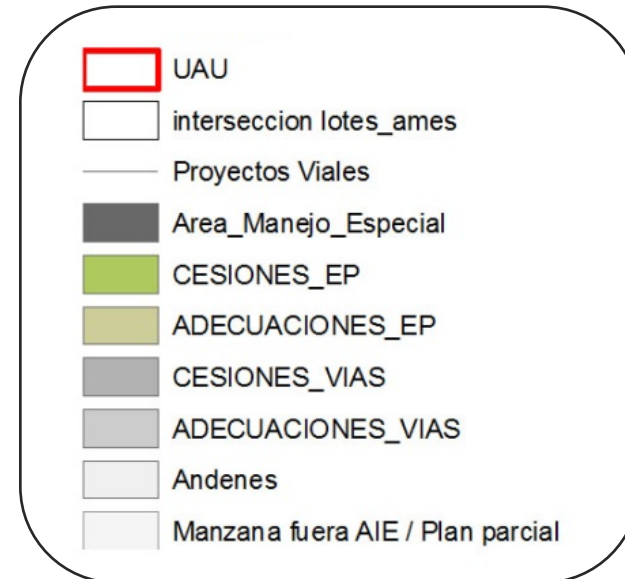 UAU
interseccion lotes_ames
Proyectos Viales
Area_Manejo_Especial
CESIONES_EP
ADECUACIONES_EP
CESIONES_VIAS
ADECUACIONES_VIAS
Andenes
Manzana fuera AIE / Plan parcial